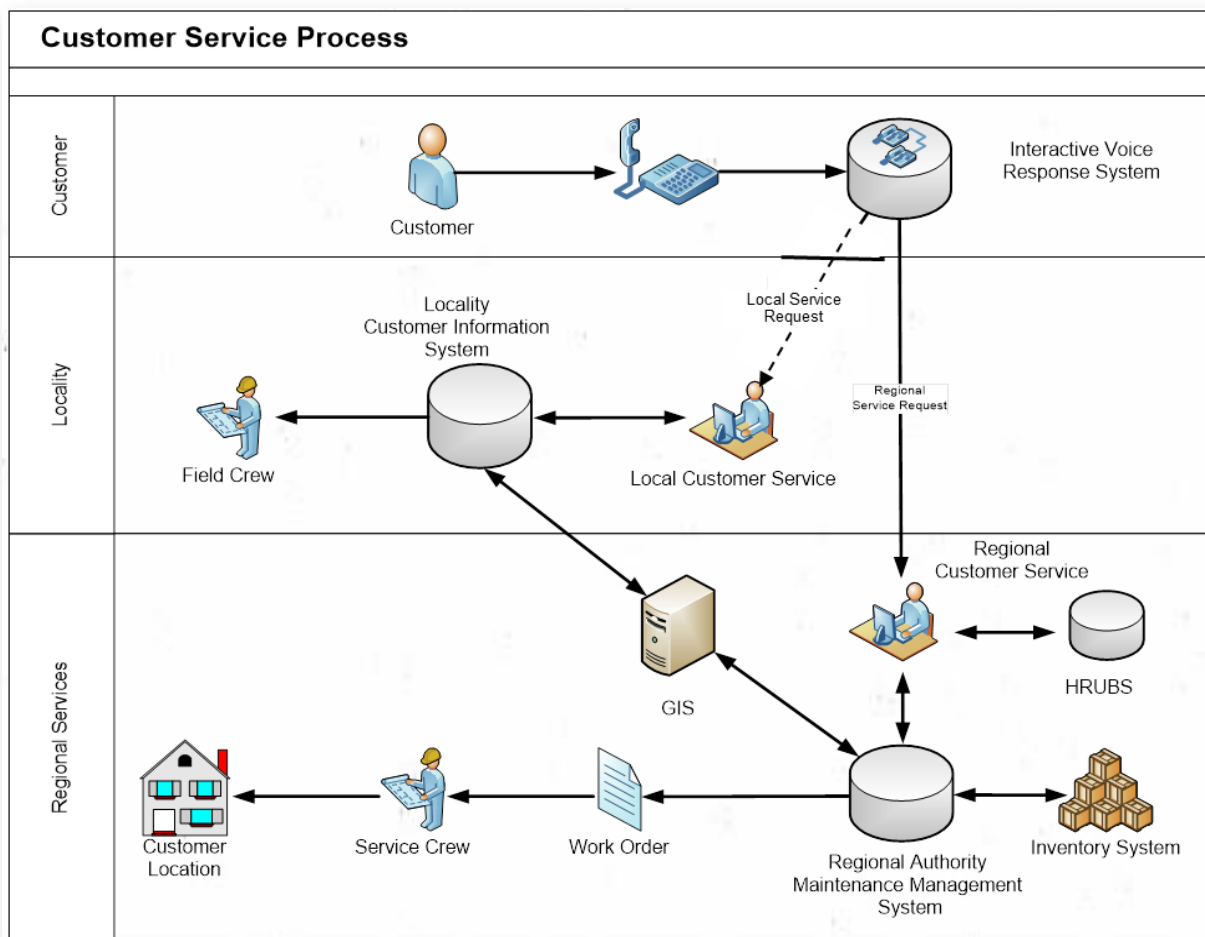 Customer Service Process
Customer
Customer
Interactive Voice
Response System
Locality
Locality
Customer Information
System
Local Service
Request
Regional
Service Request
Field Crew
Local Customer Service
Regional Services
Regional
Customer Service
HRUBS
GIS
Customer
Location
Service Crew
Work Order
Regional Authority
Maintenance Management
System
Inventory System